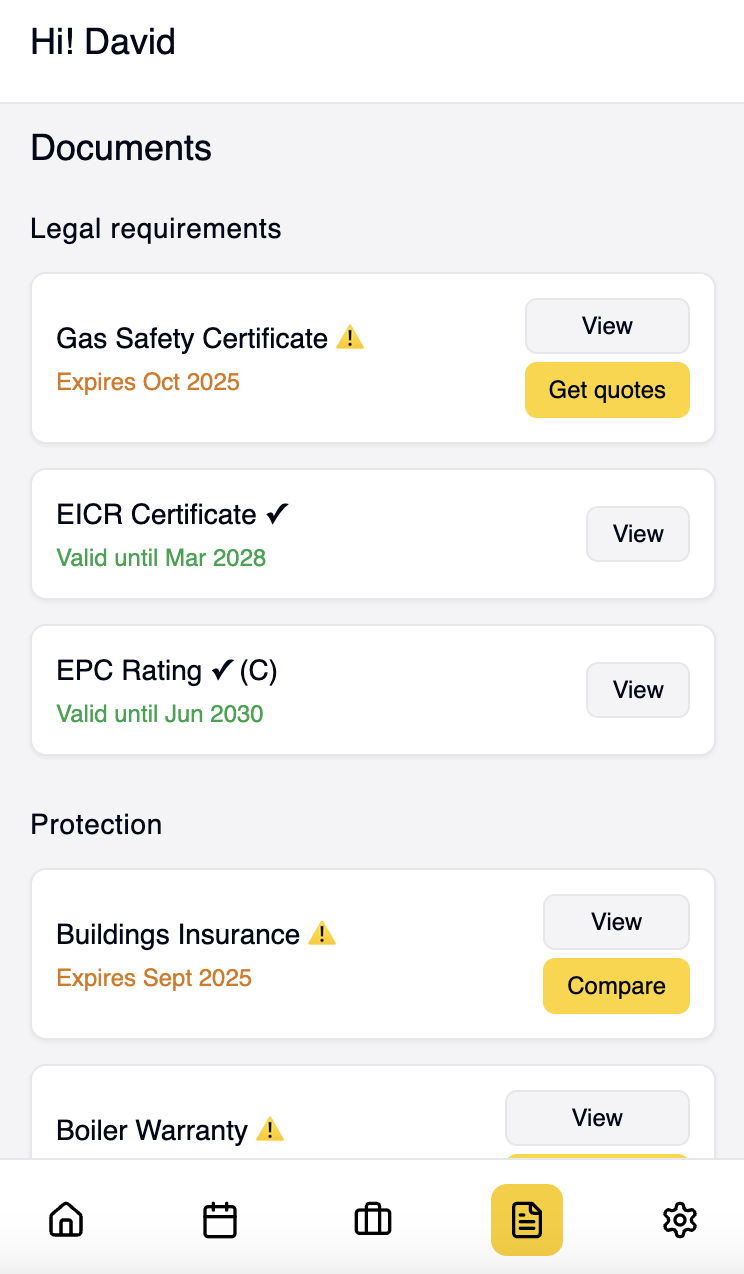 Hi! David
Documents
Legal requirements
Gas Safety Certificate ⚠️
Expires Oct 2025
View
Get quotes
EICR Certificate ✔
Valid until Mar 2028
View
EPC Rating ✔ (C)
Valid until Jun 2030
View
Protection
Buildings Insurance ⚠️
Expires Sept 2025
View
Compare
Boiler Warranty ⚠️
View